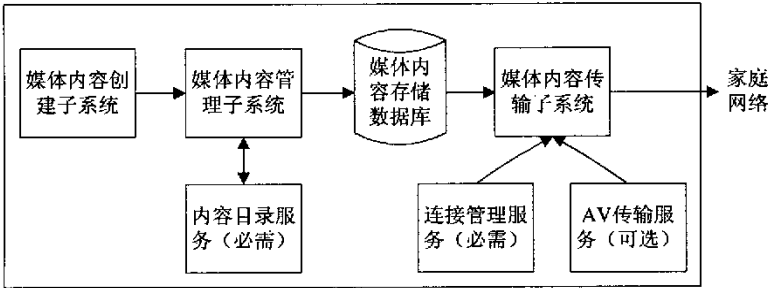 媒体内容创
建子系统
媒体内容管
理子系统
媒体内
容存储
数据库
媒体内容传
输子系统
家庭
网络
内容目录服
务（必需）
连接管理服
务（必需）
AV传输服
务（可选）